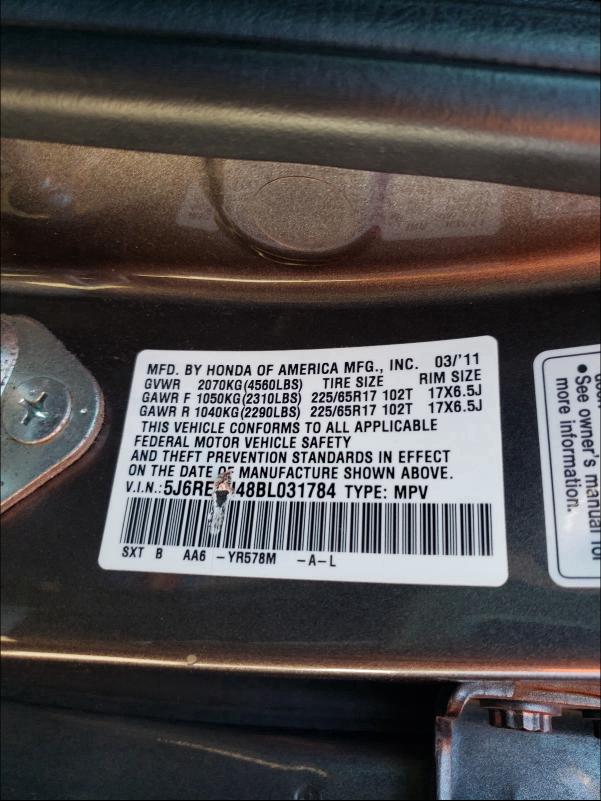 MFD. BY HONDA OF AMERICA MFG., INC. 03/'11
GVWR 2070KG(4560LBS) TIRE SIZE RIM SIZE
GAWR F 1050KG(2310LBS) 225/65R17 102T 17X6.5J
GAWR R 1040KG(2290LBS) 225/65R17 102T 17X6.5J
THIS VEHICLE CONFORMS TO ALL APPLICABLE
FEDERAL MOTOR VEHICLE SAFETY
AND THEFT PREVENTION STANDARDS IN EFFECT
ON THE DATE OF MANUFACTURE SHOWN ABOVE.
V.I.N.: TYPE: MPV
SXT B AA6 -YR578M -A-L
• See owner's manual for
more information.